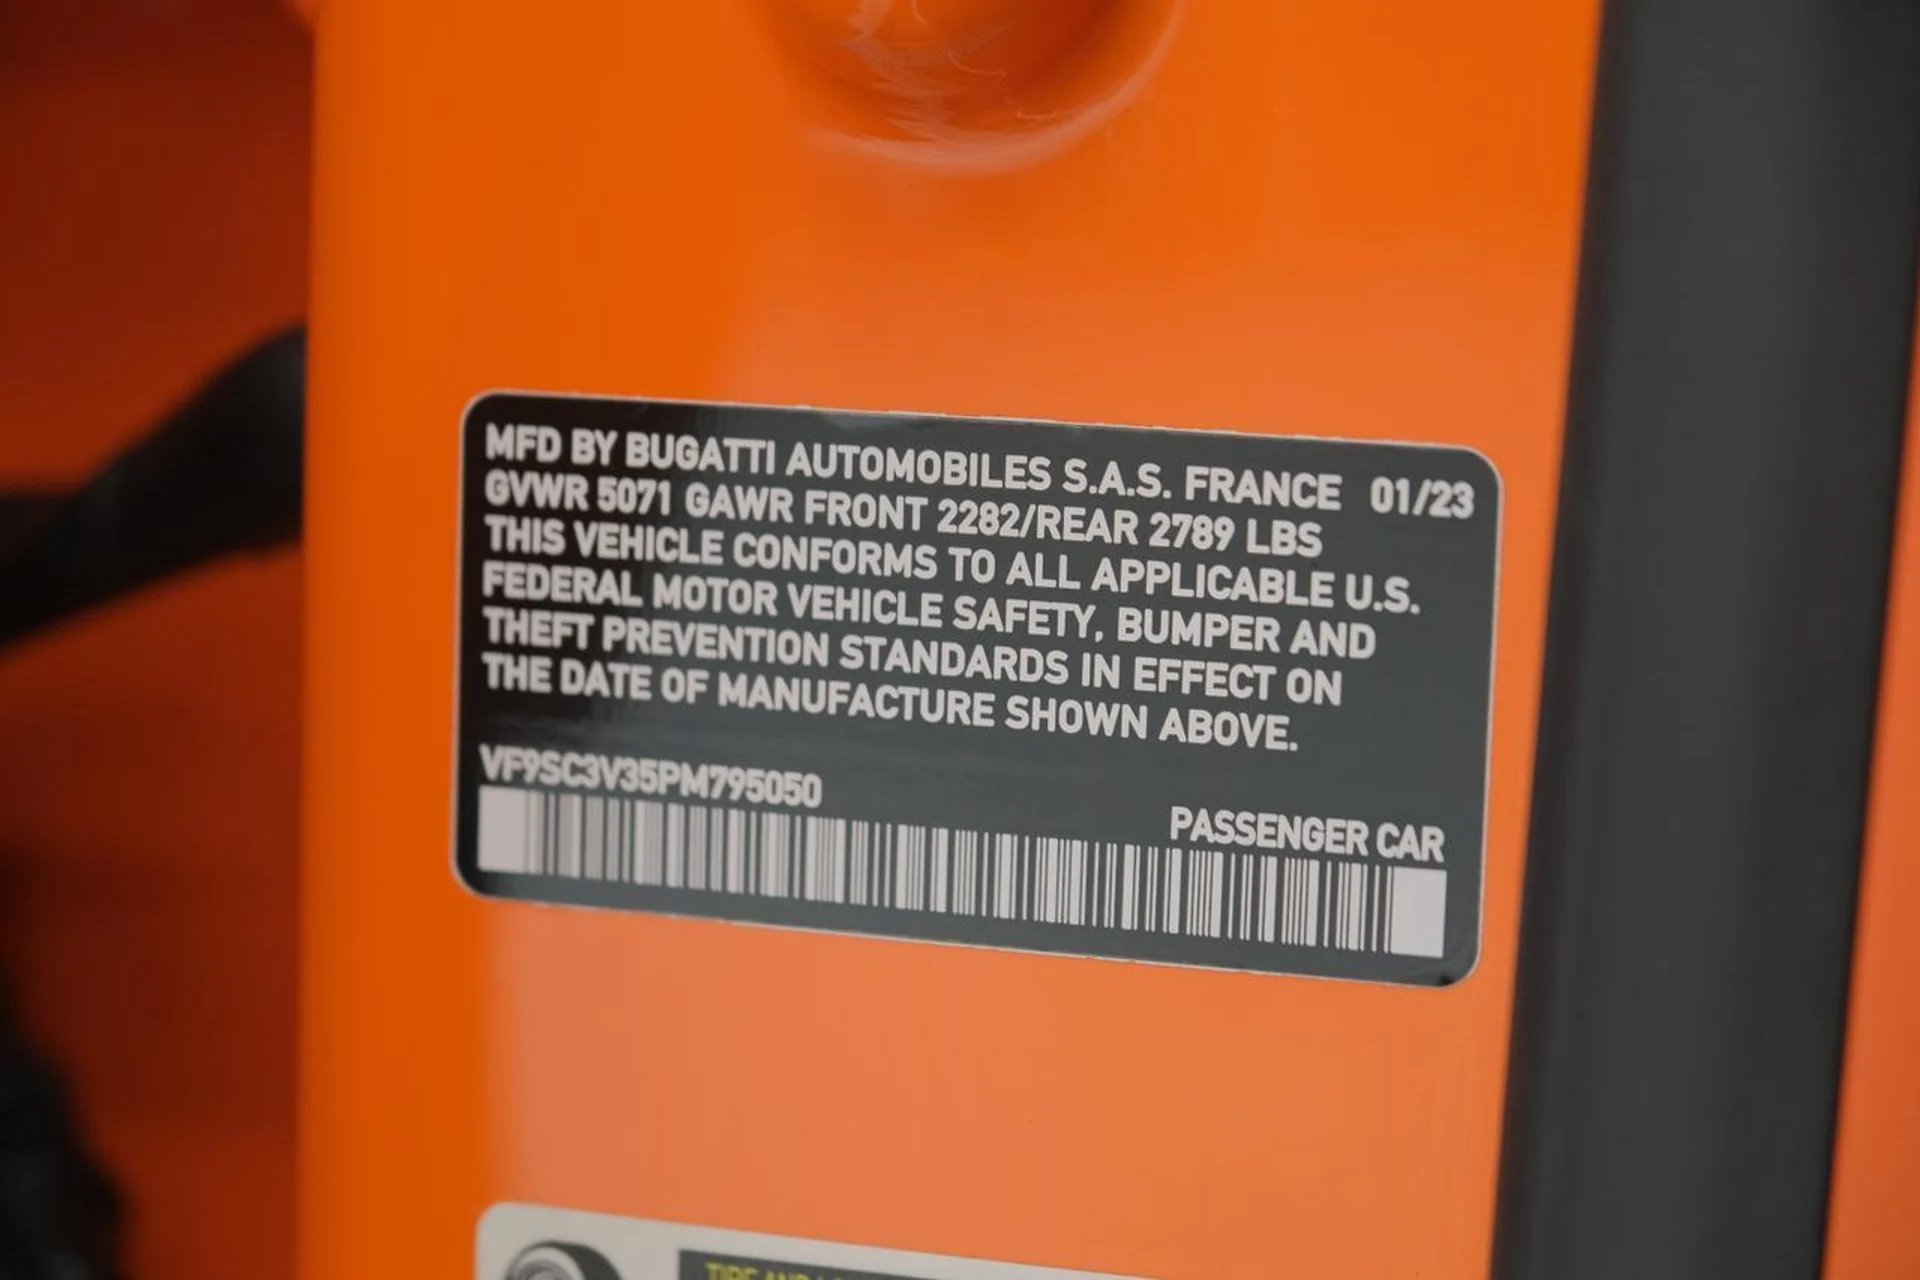 MFD BY BUGATTI AUTOMOBILES S.A.S. FRANCE 01/23
GVWR 5071 GAWR FRONT 2282/REAR 2789 LBS
THIS VEHICLE CONFORMS TO ALL APPLICABLE U.S.
FEDERAL MOTOR VEHICLE SAFETY, BUMPER AND
THEFT PREVENTION STANDARDS IN EFFECT ON
THE DATE OF MANUFACTURE SHOWN ABOVE.
VF9SC3V35PM795050
PASSENGER CAR
TIRE AND